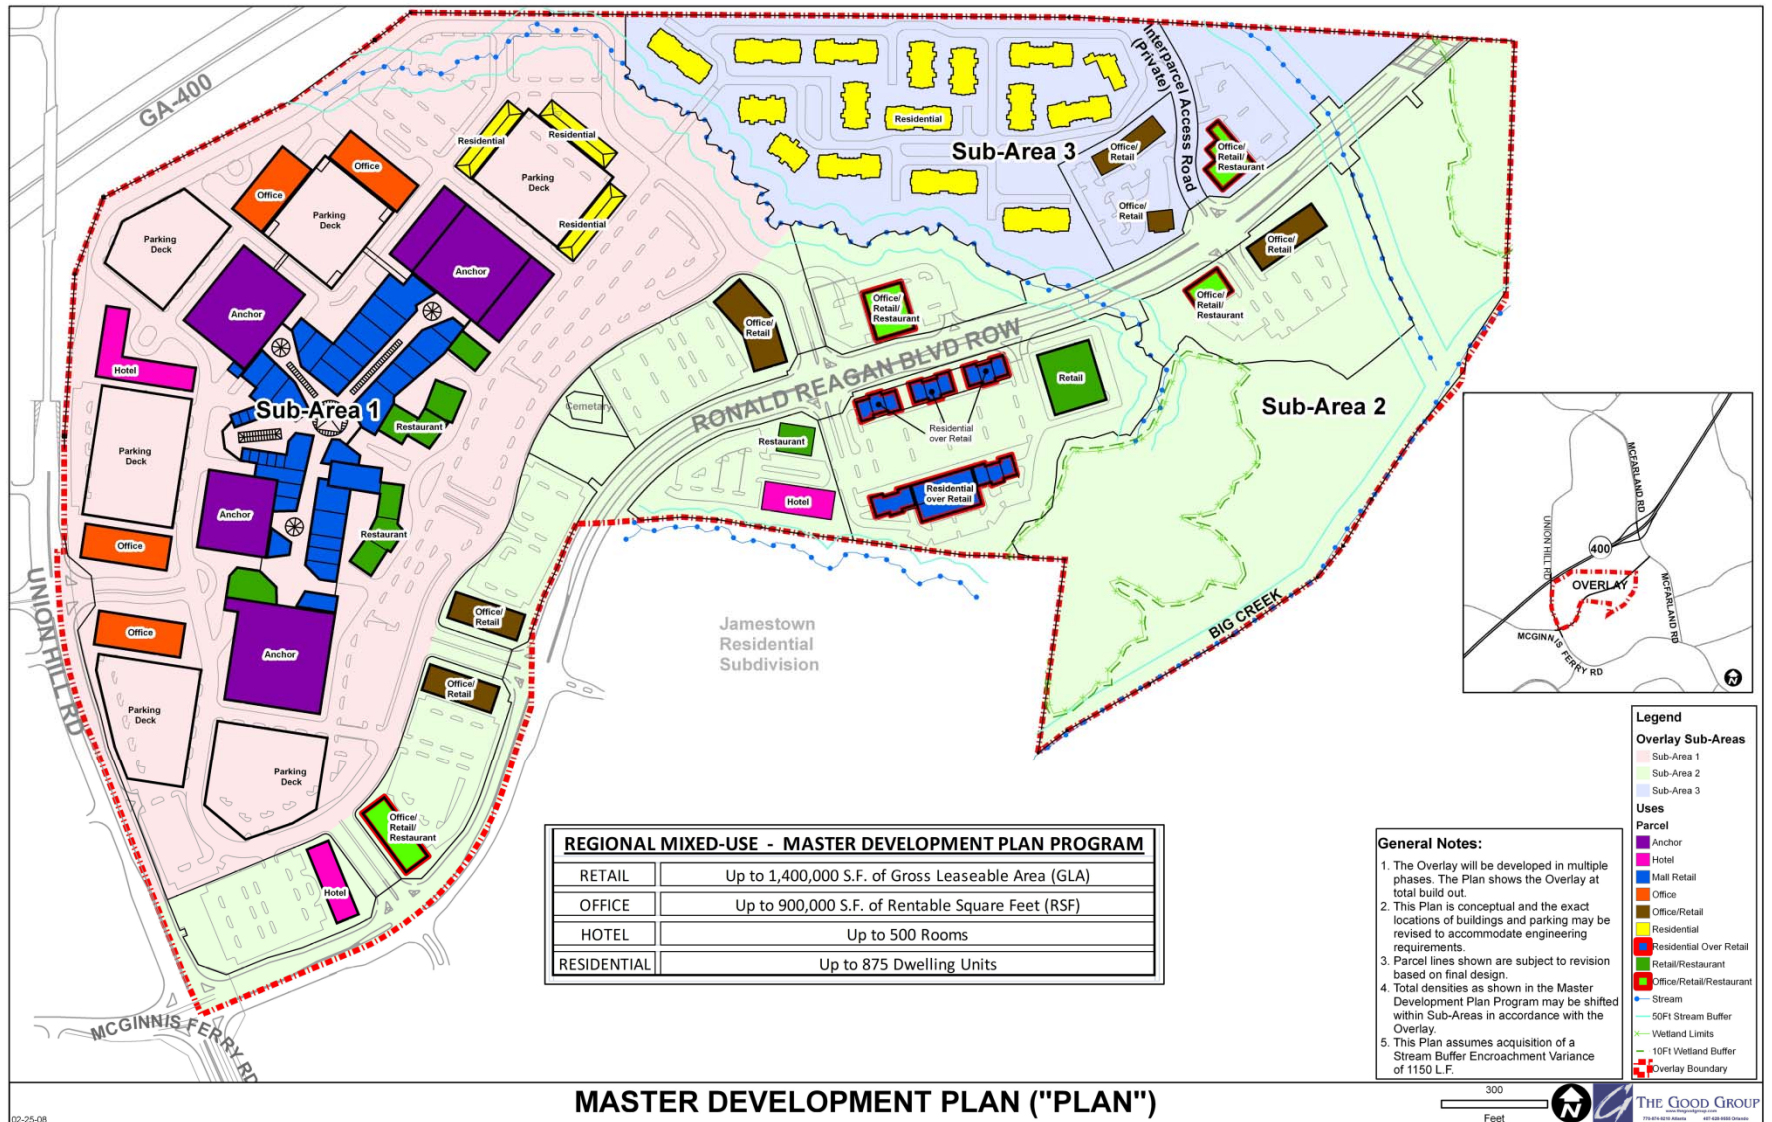 GA-400
Office
Office
Parking
Deck
Parking
Deck
Residential
Residential
Residential
Parking
Deck
Anchor
Anchor
Hotel
Sub-Area 1
Restaurant
Parking
Deck
Anchor
Restaurant
Office
Office
Anchor
Parking
Deck
Parking
Deck
UNION HILL RD
Hotel
Office/
Retail/
Restaurant
Office/
Retail
Office/
Retail
MCGINNIS FERRY RD
Cemetary
Office/
Retail
Office/
Retail/
Restaurant
RONALD REAGAN BLVD ROW
Residential
over Retail
Retail
Restaurant
Hotel
Residential
over Retail
Jamestown
Residential
Subdivision
Residential
Sub-Area 3
Interparcel Access Road
(Private)
Office/
Retail
Office/
Retail
Office/
Retail/
Restaurant
Office/
Retail
Office/
Retail/
Restaurant
Sub-Area 2
BIG CREEK
MCFARLAND RD
UNION HILL RD
400
OVERLAY
MCFARLAND RD
MCGINNIS FERRY RD
N
REGIONAL MIXED-USE - MASTER DEVELOPMENT PLAN PROGRAM
RETAIL Up to 1,400,000 S.F. of Gross Leaseable Area (GLA)
OFFICE Up to 900,000 S.F. of Rentable Square Feet (RSF)
HOTEL Up to 500 Rooms
RESIDENTIAL Up to 875 Dwelling Units
General Notes:
1. The Overlay will be developed in multiple
phases. The Plan shows the Overlay at
total build out.
2. This Plan is conceptual and the exact
locations of buildings and parking may be
revised to accommodate engineering
requirements.
3. Parcel lines shown are subject to revision
based on final design.
4. Total densities as shown in the Master
Development Plan Program may be shifted
within Sub-Areas in accordance with the
Overlay.
5. This Plan assumes acquisition of a
Stream Buffer Encroachment Variance
of 1150 L.F.
Legend
Overlay Sub-Areas
Sub-Area 1
Sub-Area 2
Sub-Area 3
Uses
Parcel
Anchor
Hotel
Mall Retail
Office
Office/Retail
Residential
Residential Over Retail
Retail/Restaurant
Office/Retail/Restaurant
Stream
50Ft Stream Buffer
Wetland Limits
10Ft Wetland Buffer
Overlay Boundary
02-25-08
MASTER DEVELOPMENT PLAN ("PLAN")
300
Feet
N
THE GOOD GROUP